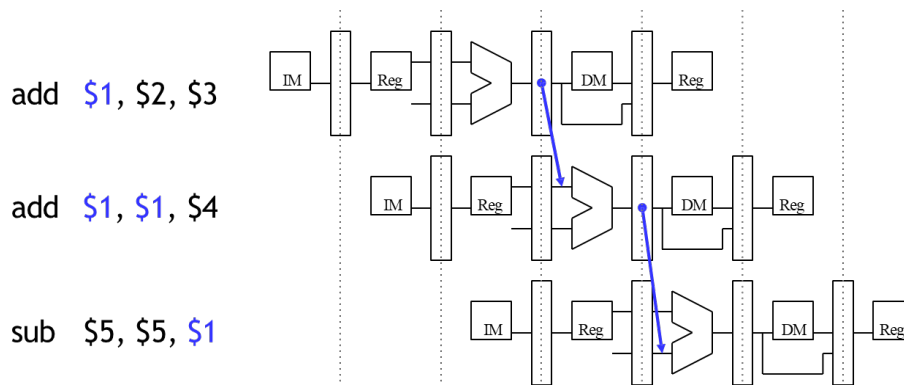 add $1, $2, $3
IM Reg DM Reg
add $1, $1, $4
IM Reg DM Reg
sub $5, $5, $1
IM Reg DM Reg